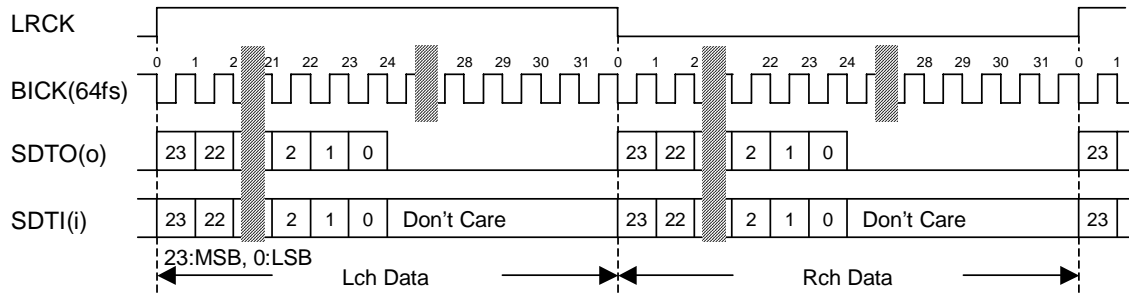 LRCK
0 1 2 21 22 23 24 28 29 30 31 0 1 2 22 23 24 28 29 30 31 0 1
BICK(64fs)
SDTO(o) 23 22 2 1 0 23 22 2 1 0 23
SDTI(i) 23 22 2 1 0 Don't Care 23 22 2 1 0 Don't Care 23
23:MSB, 0:LSB
Lch Data Rch Data